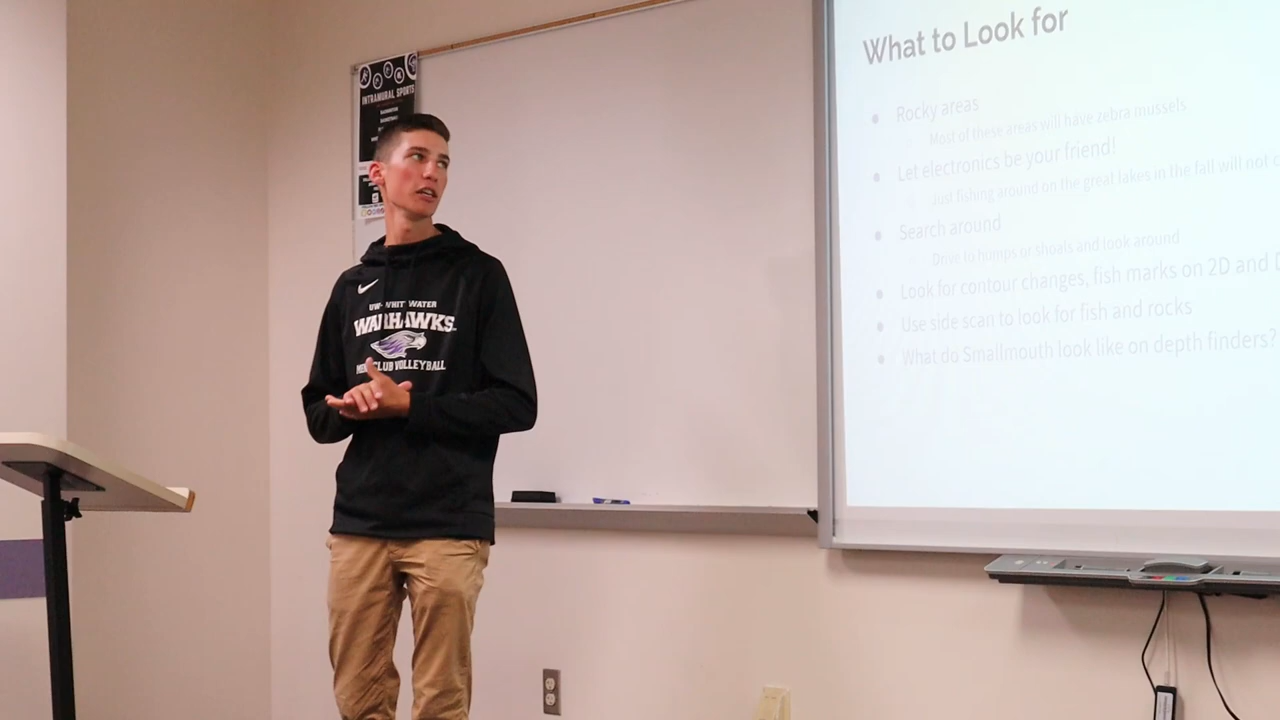 INTRAMURAL SPORTS
BADMINTON
BASKETBALL
UW-WHITEWATER
WARHAWKS
MEN'S CLUB VOLLEYBALL
What to Look for
Rocky areas
Most of these areas will have zebra mussels
Let electronics be your friend!
Just fishing around on the great lakes in the fall will not
Search around
Drive to humps or shoals and look around
Look for contour changes, fish marks on 2D and
Use side scan to look for fish and rocks
What do Smallmouth look like on depth finders?